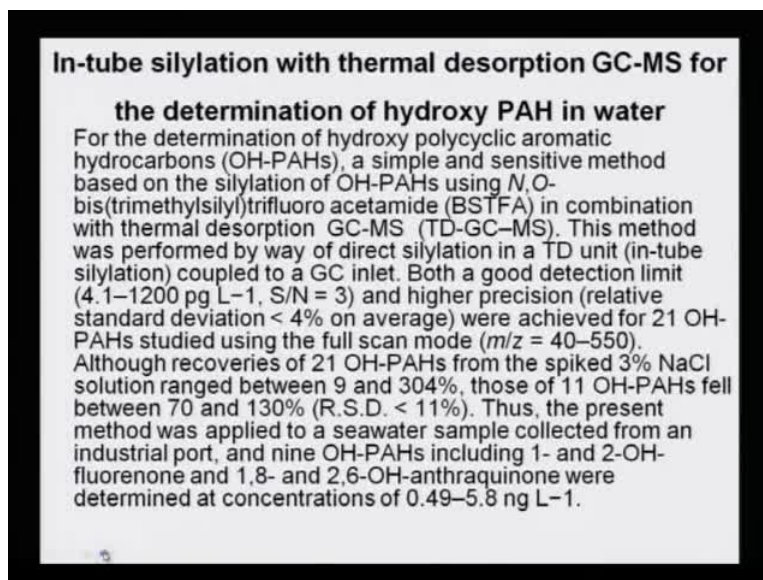 In-tube silylation with thermal desorption GC-MS for
the determination of hydroxy PAH in water
For the determination of hydroxy polycyclic aromatic
hydrocarbons (OH-PAHs), a simple and sensitive method
based on the silylation of OH-PAHs using N,O-
bis(trimethylsilyl)trifluoro acetamide (BSTFA) in combination
with thermal desorption GC-MS (TD-GC–MS). This method
was performed by way of direct silylation in a TD unit (in-tube
silylation) coupled to a GC inlet. Both a good detection limit
(4.1–1200 pg L−1, S/N = 3) and higher precision (relative
standard deviation < 4% on average) were achieved for 21 OH-
PAHs studied using the full scan mode (m/z = 40–550).
Although recoveries of 21 OH-PAHs from the spiked 3% NaCl
solution ranged between 9 and 304%, those of 11 OH-PAHs fell
between 70 and 130% (R.S.D. < 11%). Thus, the present
method was applied to a seawater sample collected from an
industrial port, and nine OH-PAHs including 1- and 2-OH-
fluorenone and 1,8- and 2,6-OH-anthraquinone were
determined at concentrations of 0.49–5.8 ng L−1.